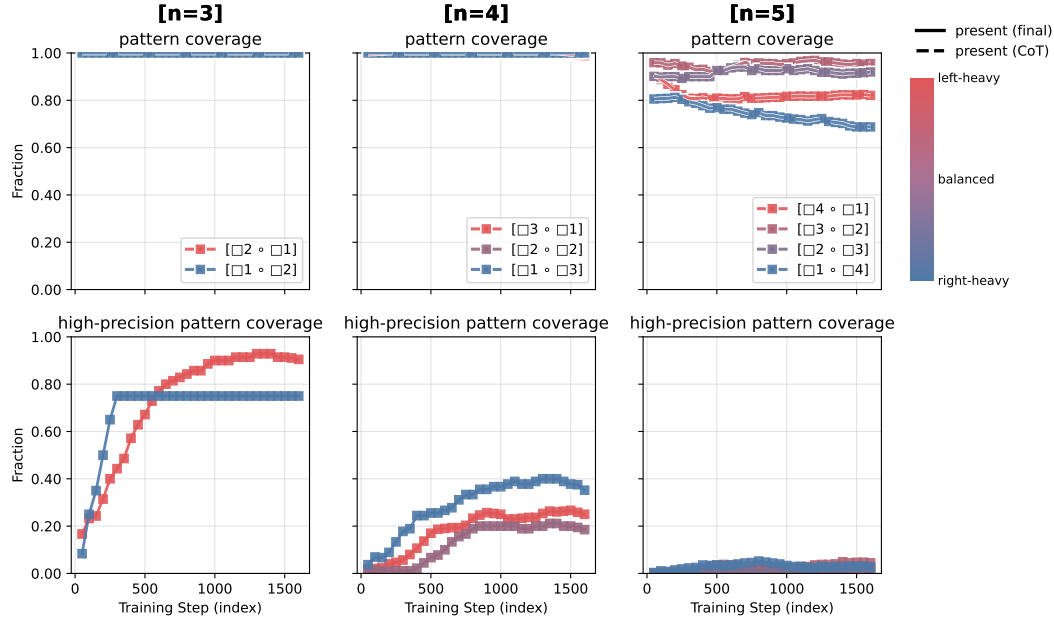 [n=3]
[n=4]
[n=5]
pattern coverage
pattern coverage
pattern coverage
present (final)
present (CoT)
left-heavy
balanced
right-heavy
Fraction
1.00
0.80
0.60
0.40
0.20
0.00
[□2 ∘ □1]
[□1 ∘ □2]
[□3 ∘ □1]
[□2 ∘ □2]
[□1 ∘ □3]
[□4 ∘ □1]
[□3 ∘ □2]
[□2 ∘ □3]
[□1 ∘ □4]
high-precision pattern coverage
high-precision pattern coverage
high-precision pattern coverage
Fraction
1.00
0.80
0.60
0.40
0.20
0.00
0 500 1000 1500
0 500 1000 1500
0 500 1000 1500
Training Step (index)
Training Step (index)
Training Step (index)